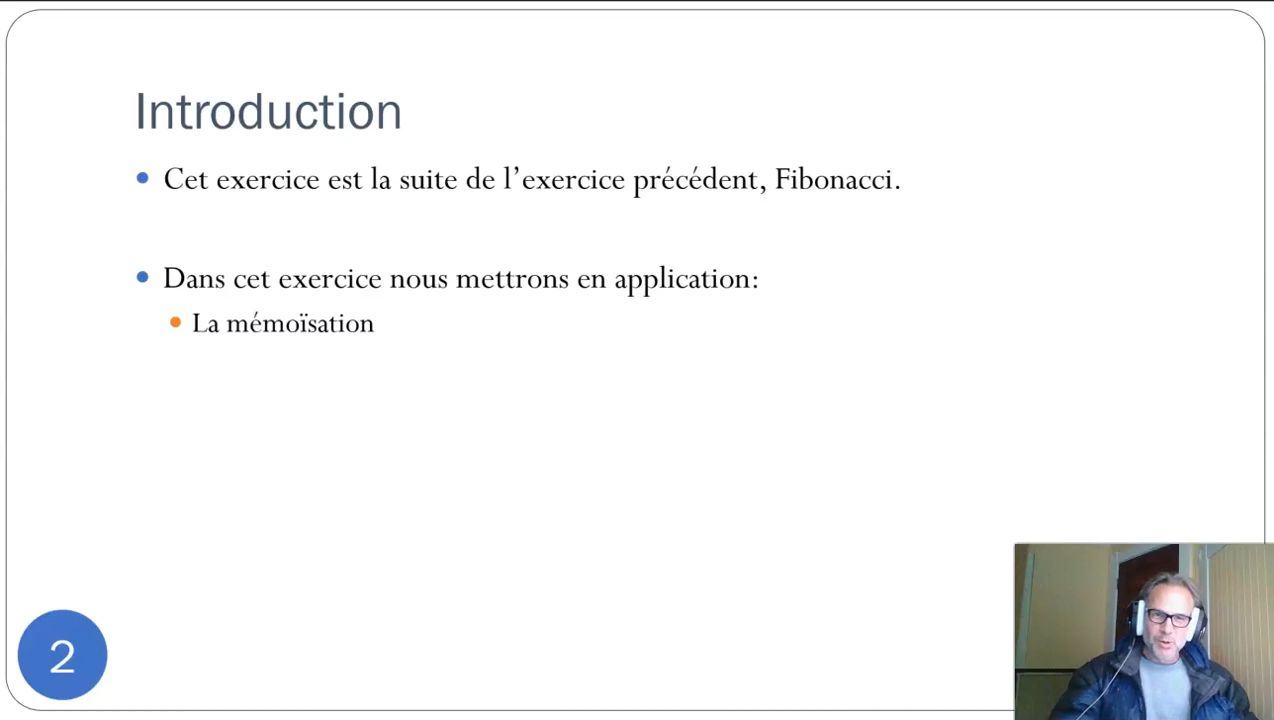 Introduction
Cet exercice est la suite de l’exercice précédent, Fibonacci.
Dans cet exercice nous mettrons en application:
La mémoïsation
2